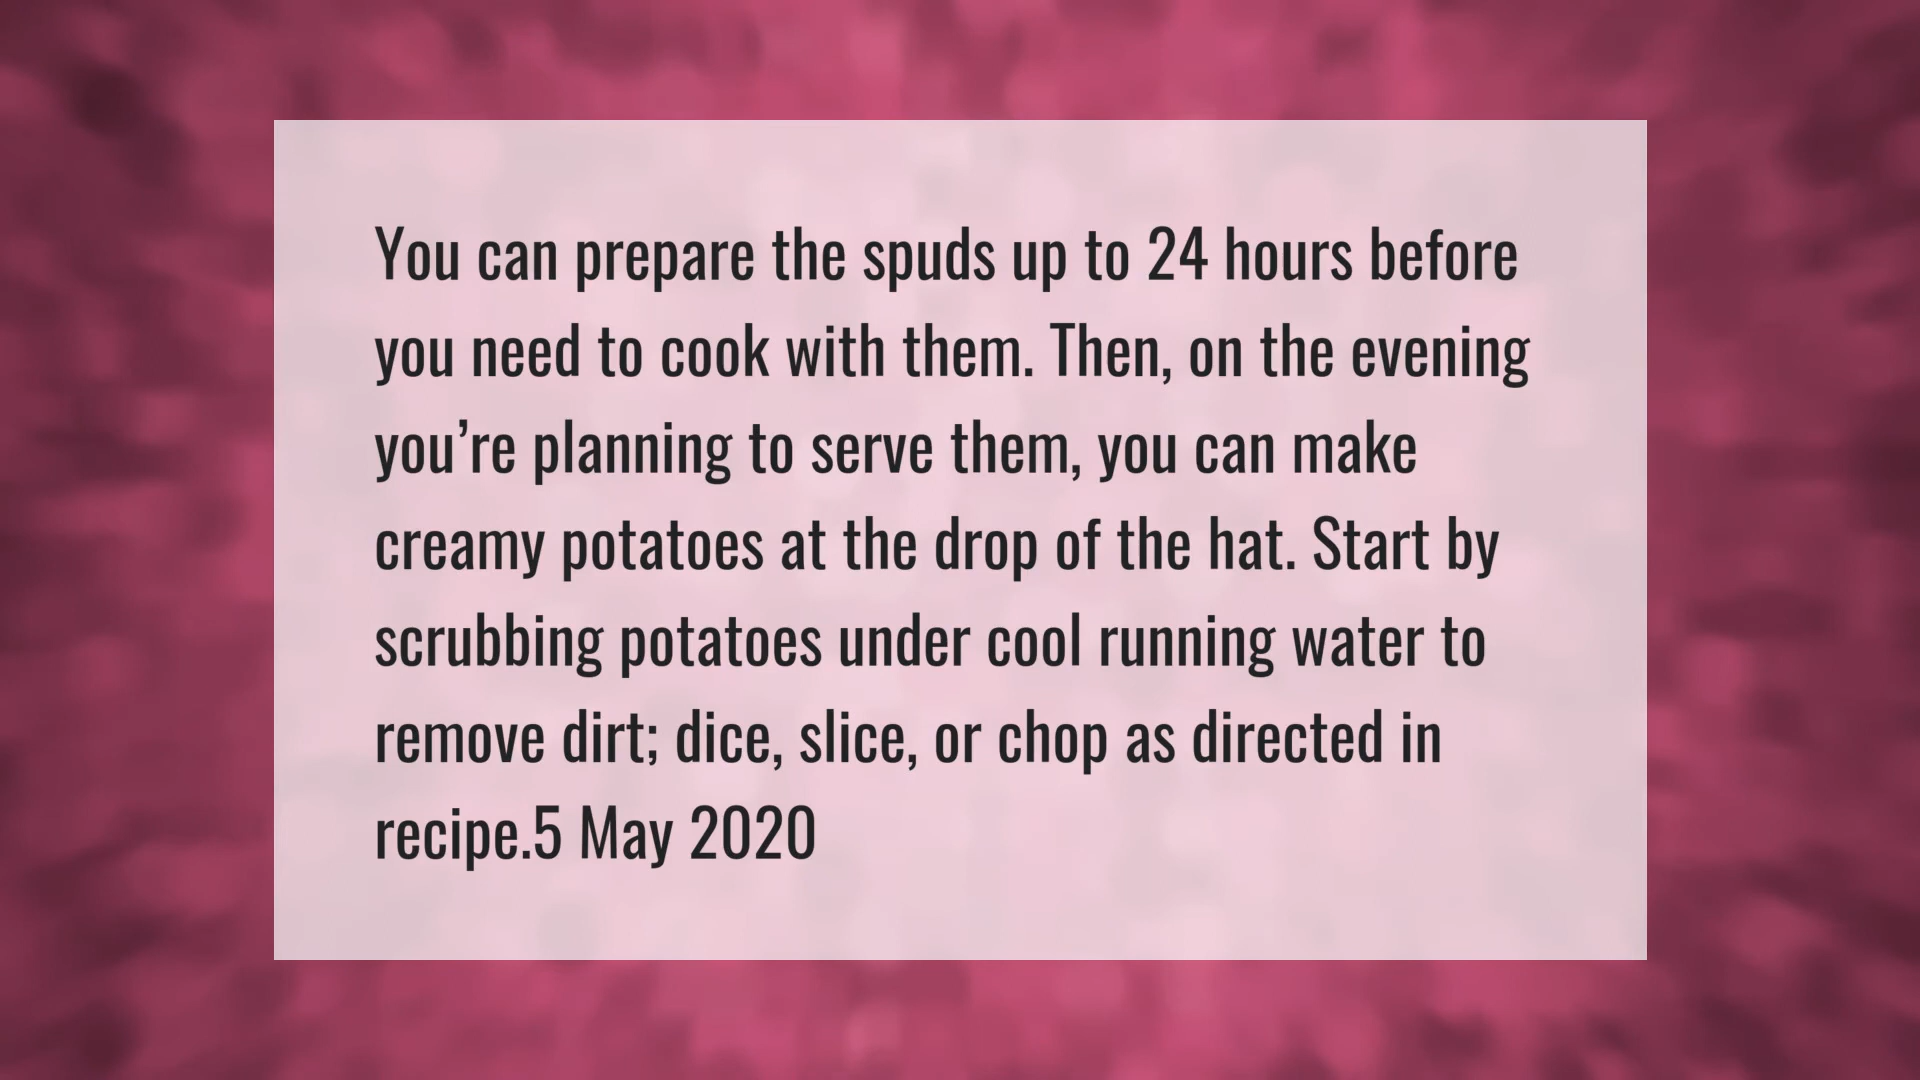 You can prepare the spuds up to 24 hours before
you need to cook with them. Then, on the evening
you’re planning to serve them, you can make
creamy potatoes at the drop of the hat. Start by
scrubbing potatoes under cool running water to
remove dirt; dice, slice, or chop as directed in
recipe.5 May 2020